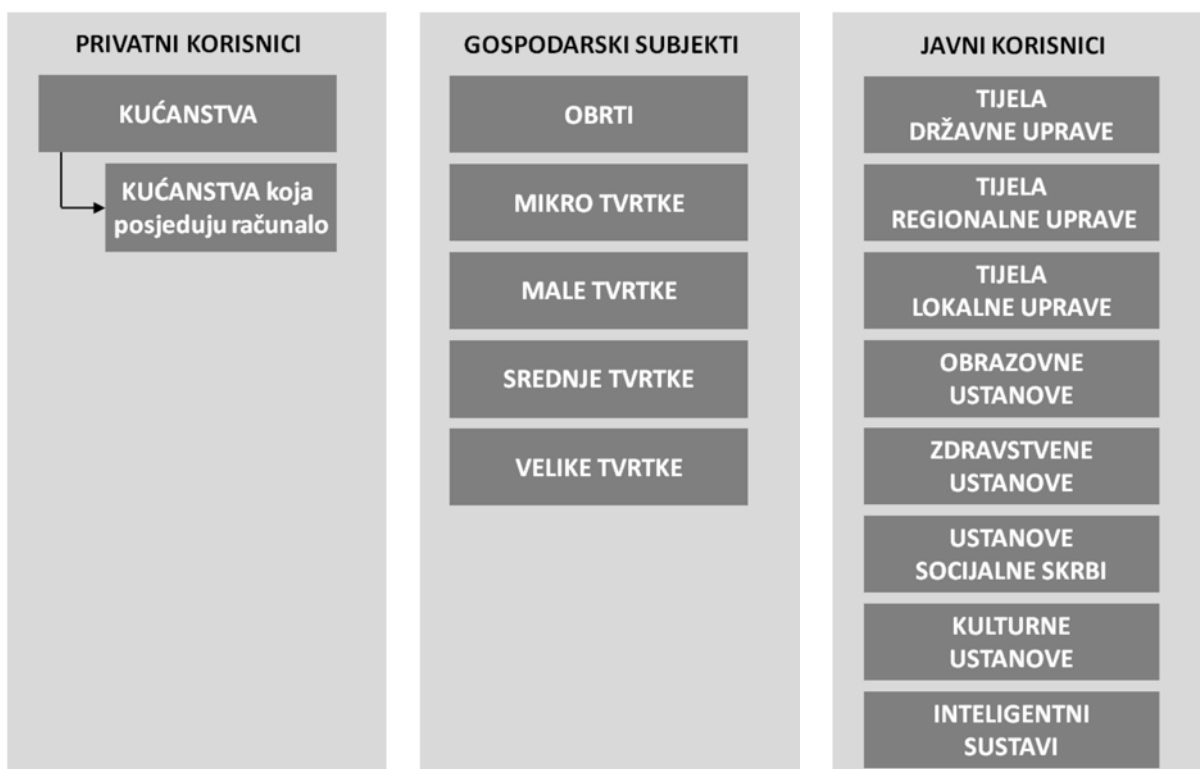 PRIVATNI KORISNICI
KUĆANSTVA
KUĆANSTVA koja
posjeduju računalo
GOSPODARSKI SUBJEKTI
OBRTI
MIKRO TVRTKE
MALE TVRTKE
SREDNJE TVRTKE
VELIKE TVRTKE
JAVNI KORISNICI
TIJELA
DRŽAVNE UPRAVE
TIJELA
REGIONALNE UPRAVE
TIJELA
LOKALNE UPRAVE
OBRAZOVNE
USTANOVE
ZDRAVSTVENE
USTANOVE
USTANOVE
SOCIJALNE SKRBI
KULTURNE
USTANOVE
INTELIGENTNI
SUSTAVI